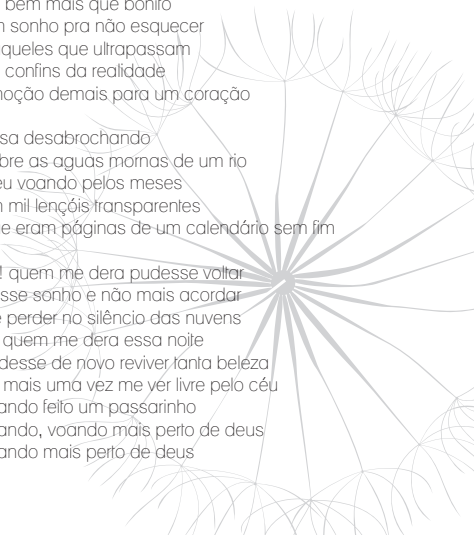 bem mais que bonito
sonho pra não esquecer
queles que ultrapassam
confins da realidade
noção demais para um coração
sa desabrochando
bre as aguas mornas de um rio
eu voando pelos meses
mil lençóis transparentes
e eram páginas de um calendário sem fim
! quem me dera pudesse voltar
sse sonho e não mais acordar
e perder no silêncio das nuvens
quem me dera essa noite
desse de novo reviver tanta beleza
mais uma vez me ver livre pelo céu
ando feito um passarinho
ando, voando mais perto de deus
ando mais perto de deus